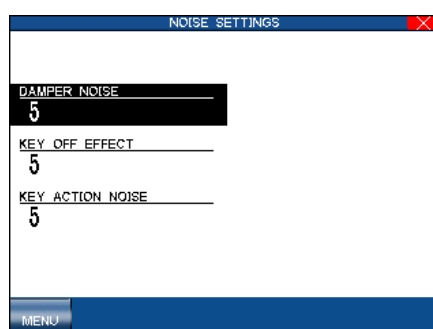 NOISE SETTINGS
DAMPER NOISE
5
KEY OFF EFFECT
5
KEY ACTION NOISE
5
MENU